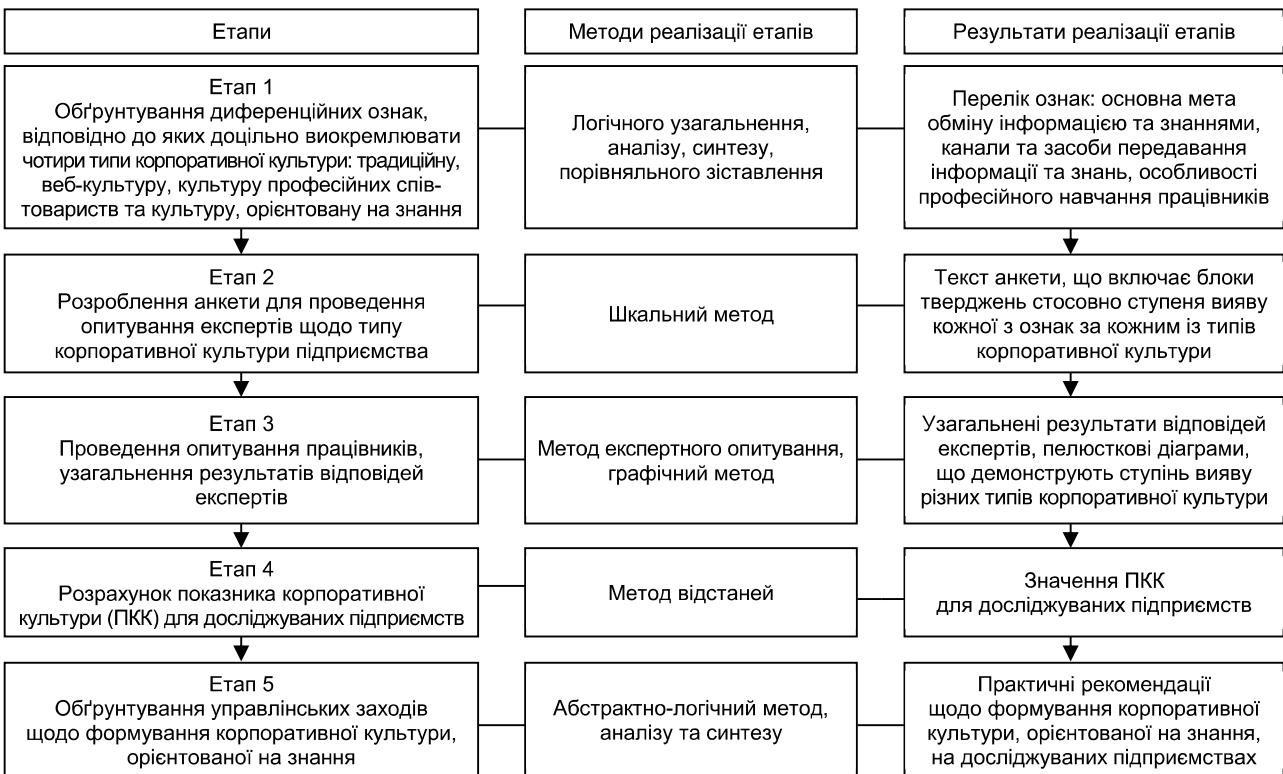 Етапи
Методи реалізації етапів
Результати реалізації етапів
Етап 1
Обґрунтування диференційних ознак,
відповідно до яких доцільно виокремлювати
чотири типи корпоративної культури: традиційну,
веб-культуру, культуру професійних спів-
товариств та культуру, орієнтовану на знання
Логічного узагальнення,
аналізу, синтезу,
порівняльного зіставлення
Перелік ознак: основна мета
обміну інформацією та знаннями,
канали та засоби передавання
інформації та знань, особливості
професійного навчання працівників
Етап 2
Розроблення анкети для проведення
опитування експертів щодо типу
корпоративної культури підприємства
Шкальний метод
Текст анкети, що включає блоки
тверджень стосовно ступеня вияву
кожної з ознак за кожним із типів
корпоративної культури
Етап 3
Проведення опитування працівників,
узагальнення результатів відповідей
експертів
Метод експертного опитування,
графічний метод
Узагальнені результати відповідей
експертів, пелюсткові діаграми,
що демонструють ступінь вияву
різних типів корпоративної культури
Етап 4
Розрахунок показника корпоративної
культури (ПКК) для досліджуваних підприємств
Метод відстаней
Значення ПКК
для досліджуваних підприємств
Етап 5
Обґрунтування управлінських заходів
щодо формування корпоративної культури,
орієнтованої на знання
Абстрактно-логічний метод,
аналізу та синтезу
Практичні рекомендації
щодо формування корпоративної
культури, орієнтованої на знання,
на досліджуваних підприємствах